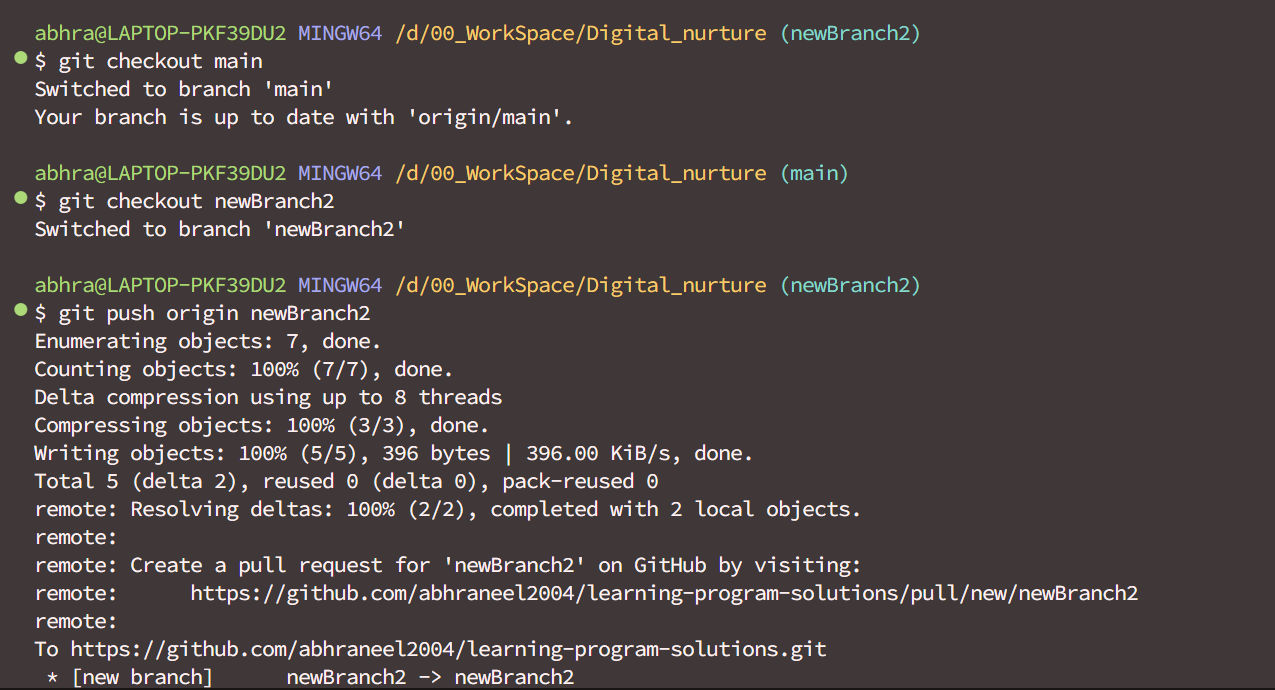 abhra@LAPTOP-PKF39DU2 MINGW64 /d/00_WorkSpace/Digital_nurture (newBranch2)
$ git checkout main
Switched to branch 'main'
Your branch is up to date with 'origin/main'.
abhra@LAPTOP-PKF39DU2 MINGW64 /d/00_WorkSpace/Digital_nurture (main)
$ git checkout newBranch2
Switched to branch 'newBranch2'
abhra@LAPTOP-PKF39DU2 MINGW64 /d/00_WorkSpace/Digital_nurture (newBranch2)
$ git push origin newBranch2
Enumerating objects: 7, done.
Counting objects: 100% (7/7), done.
Delta compression using up to 8 threads
Compressing objects: 100% (3/3), done.
Writing objects: 100% (5/5), 396 bytes | 396.00 KiB/s, done.
Total 5 (delta 2), reused 0 (delta 0), pack-reused 0
remote: Resolving deltas: 100% (2/2), completed with 2 local objects.
remote:
remote: Create a pull request for 'newBranch2' on GitHub by visiting:
remote:      https://github.com/abhraneel2004/learning-program-solutions/pull/new/newBranch2
remote:
To https://github.com/abhraneel2004/learning-program-solutions.git
 * [new branch]      newBranch2 -> newBranch2